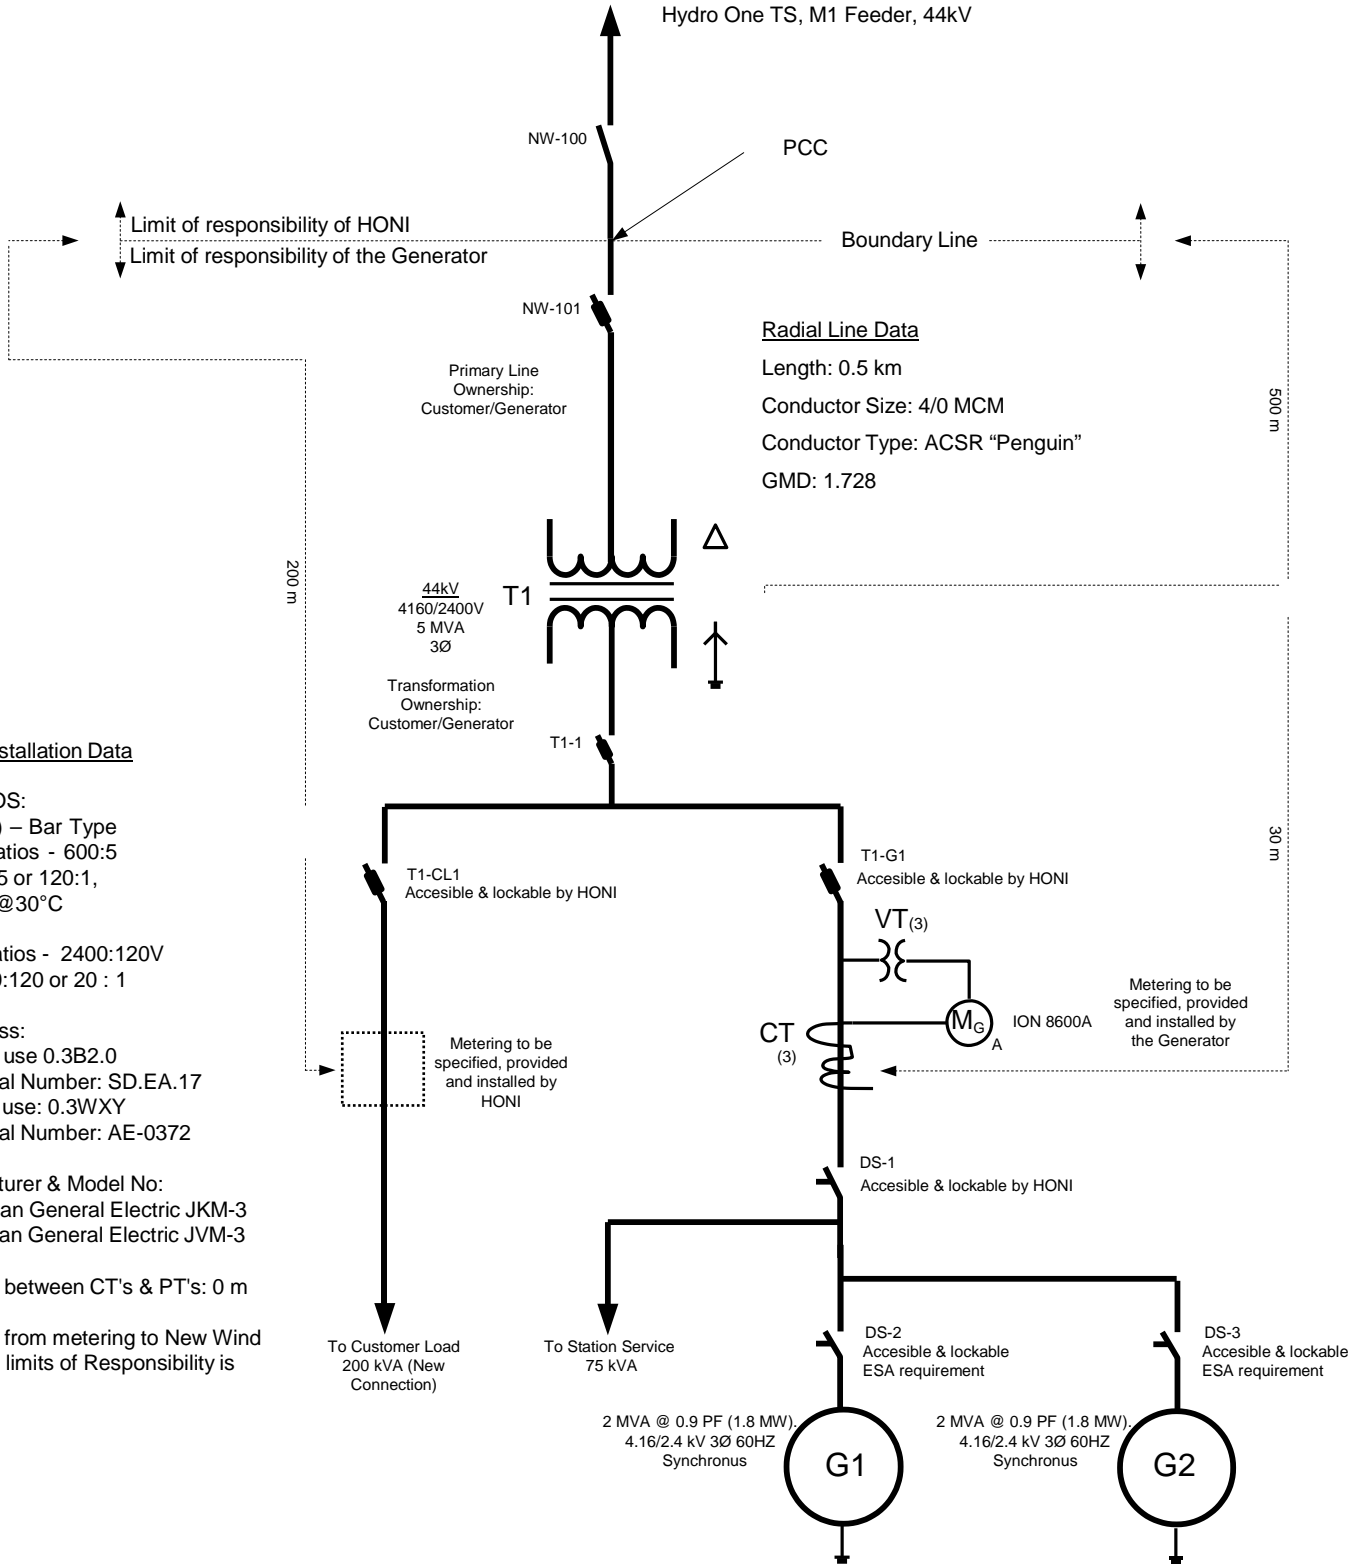 Hydro One TS, M1 Feeder, 44kV
NW-100
PCC
Limit of responsibility of HONI
Boundary Line
Limit of responsibility of the Generator
NW-101
Radial Line Data
Length: 0.5 km
Conductor Size: 4/0 MCM
Conductor Type: ACSR “Penguin”
GMD: 1.728
Primary Line
Ownership:
Customer/Generator
500 m
200 m
44kV
4160/2400V
5 MVA
3Ø
T1
Transformation
Ownership:
Customer/Generator
T1-1
stallation Data
OS:
) – Bar Type
atios - 600:5
5 or 120:1,
@30°C
atios - 2400:120V
0:120 or 20 : 1
ss:
use 0.3B2.0
al Number: SD.EA.17
use: 0.3WXY
al Number: AE-0372
turer & Model No:
an General Electric JKM-3
an General Electric JVM-3
between CT's & PT's: 0 m
from metering to New Wind
limits of Responsibility is
30 m
T1-CL1
Accesible & lockable by HONI
T1-G1
Accesible & lockable by HONI
VT(3)
CT
(3)
MG
A
ION 8600A
Metering to be
specified, provided
and installed by
the Generator
Metering to be
specified, provided
and installed by
HONI
DS-1
Accesible & lockable by HONI
To Customer Load
200 kVA (New
Connection)
To Station Service
75 kVA
DS-2
Accesible & lockable
ESA requirement
DS-3
Accesible & lockable
ESA requirement
2 MVA @ 0.9 PF (1.8 MW).
4.16/2.4 kV 3Ø 60HZ
Synchronus
G1
2 MVA @ 0.9 PF (1.8 MW).
4.16/2.4 kV 3Ø 60HZ
Synchronus
G2